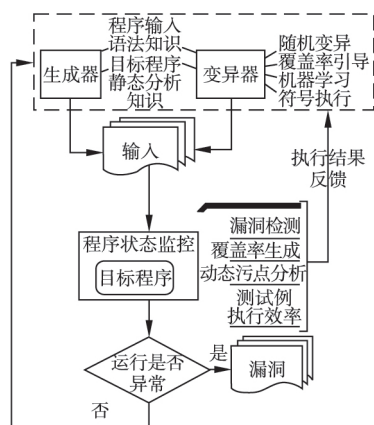 程序输入
语法知识
目标程序
静态分析
知识
生成器
变异器
随机变异
覆盖率引导
机器学习
符号执行
输入
执行结果
反馈
程序状态监控
目标程序
漏洞检测
覆盖率生成
动态污点分析
测试例
执行效率
运行是否
异常
是
漏洞
否